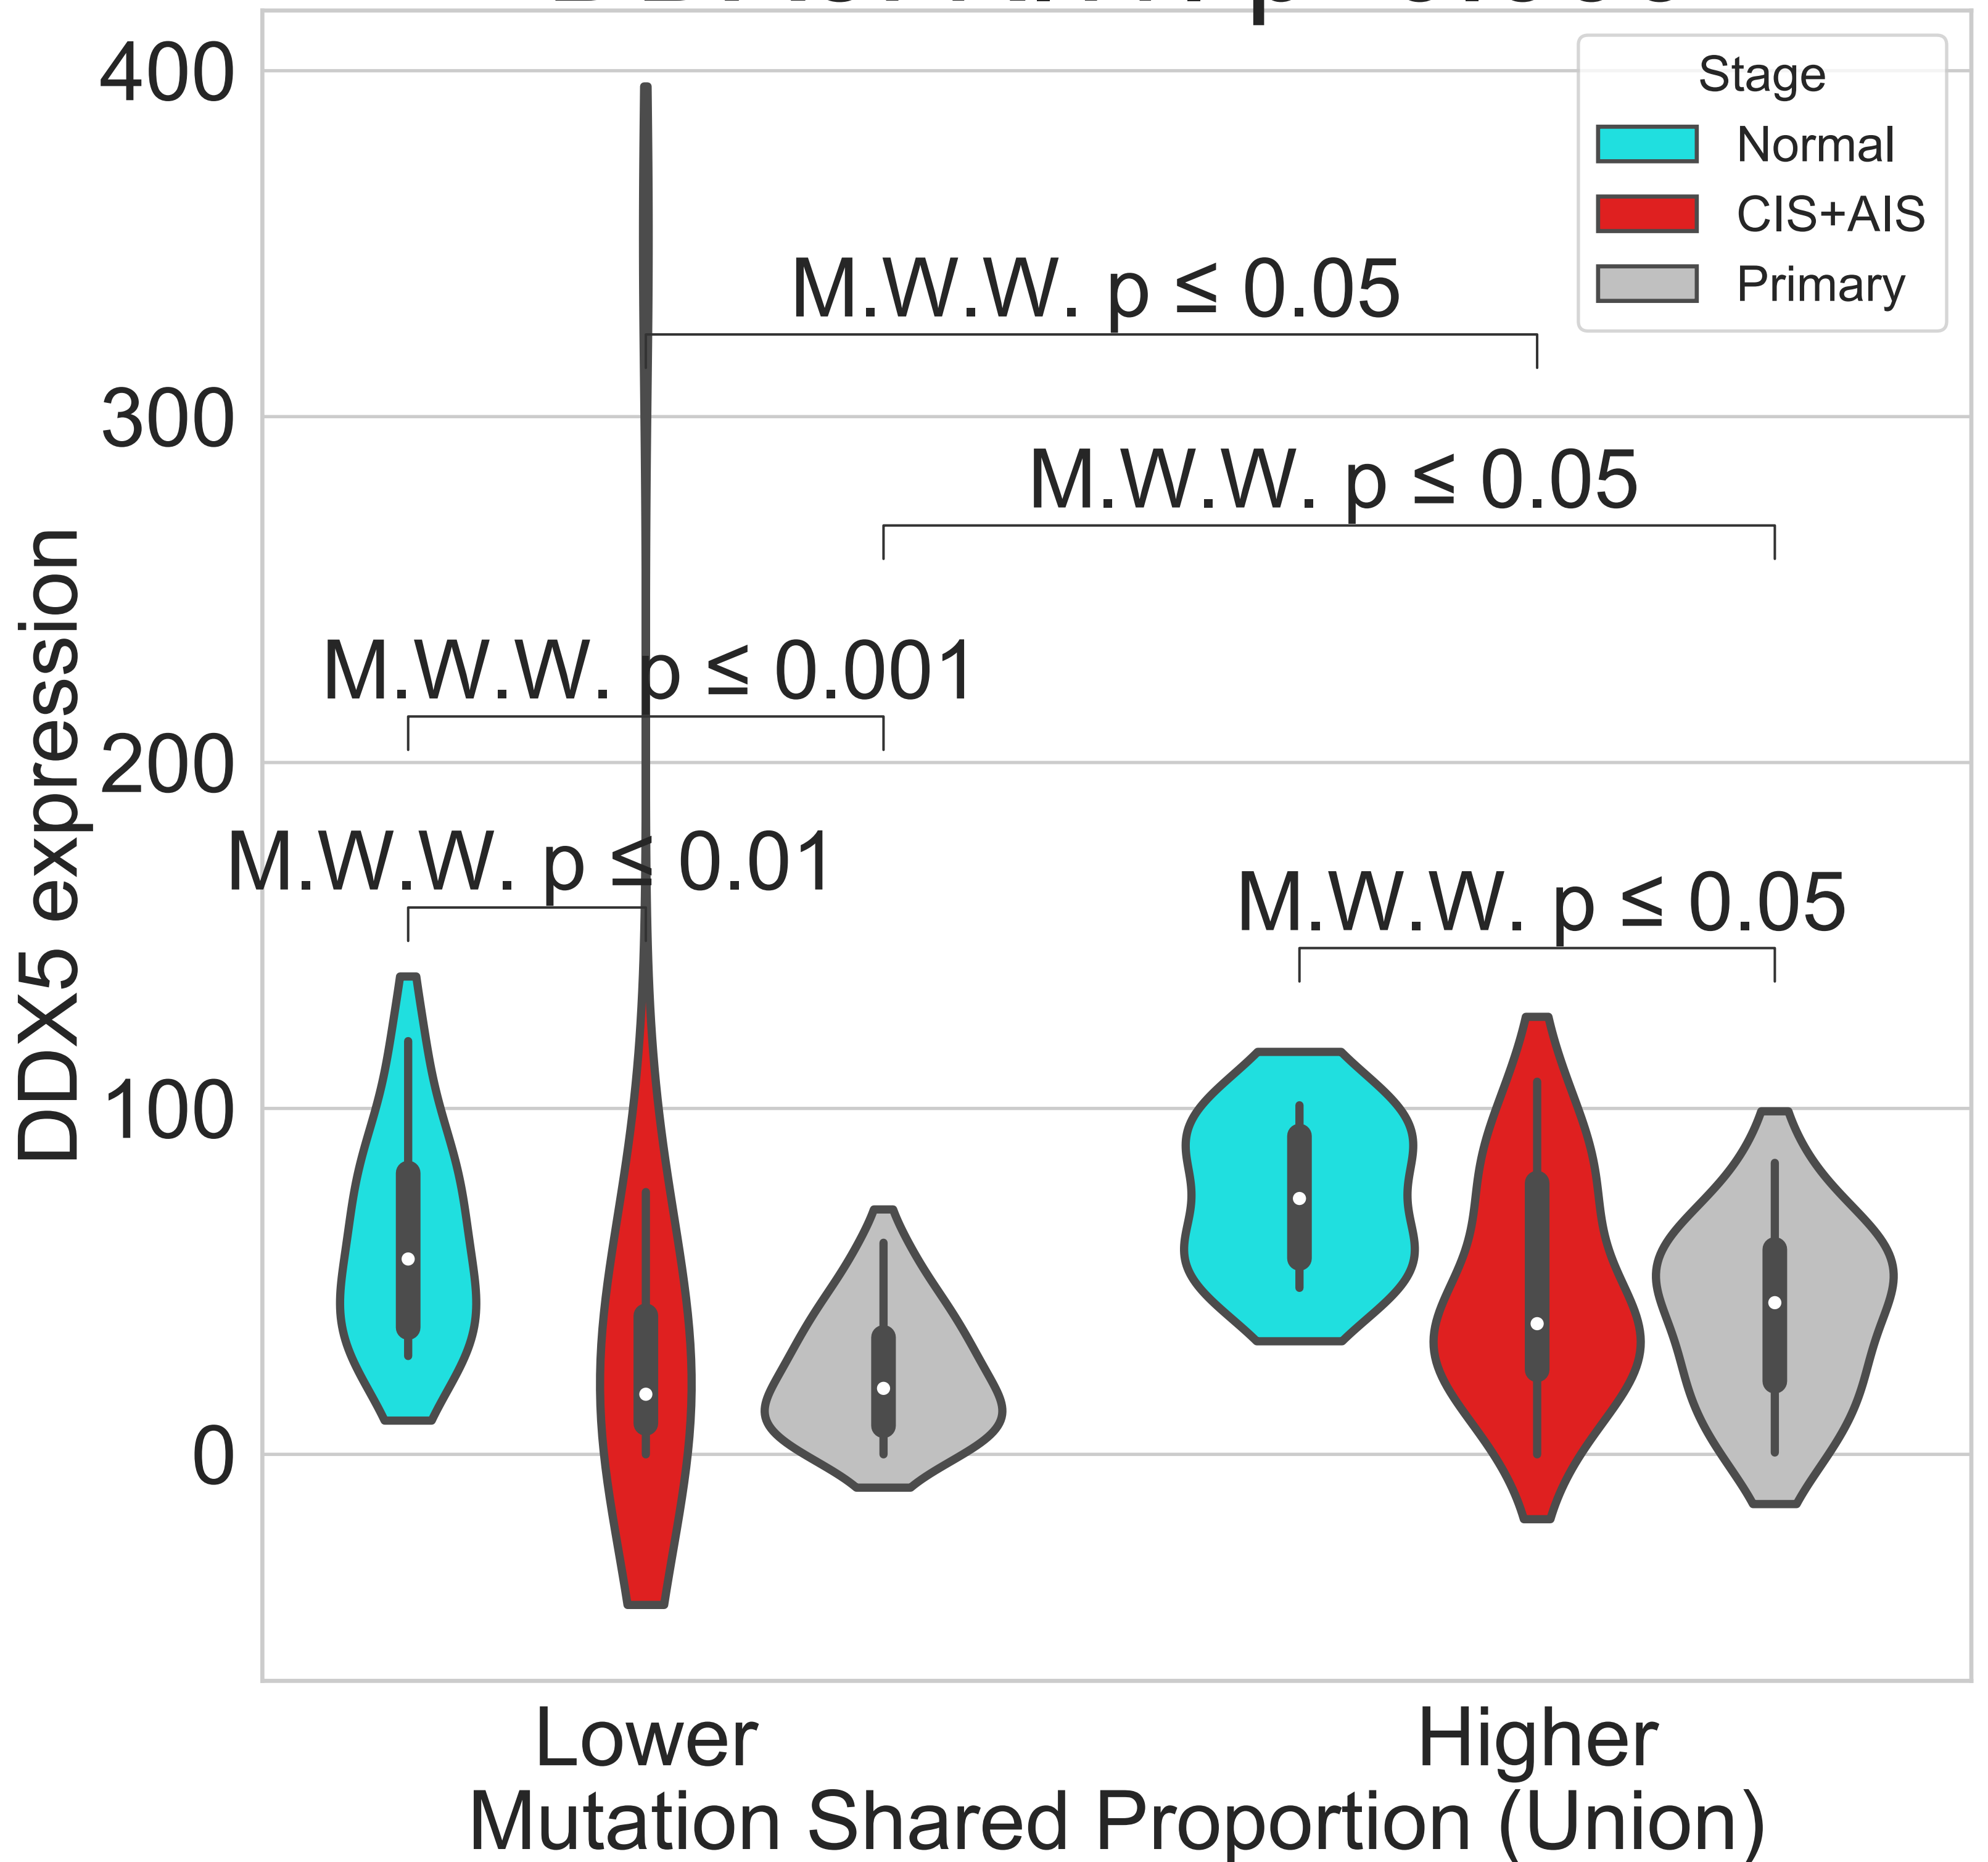 400
Stage
Normal
CIS+AIS
Primary
M.W.W. p ≤ 0.05
300
M.W.W. p ≤ 0.05
M.W.W. p ≤ 0.001
200
M.W.W. p ≤ 0.01
M.W.W. p ≤ 0.05
100
0
DDX5 expression
Lower
Higher
Mutation Shared Proportion (Union)